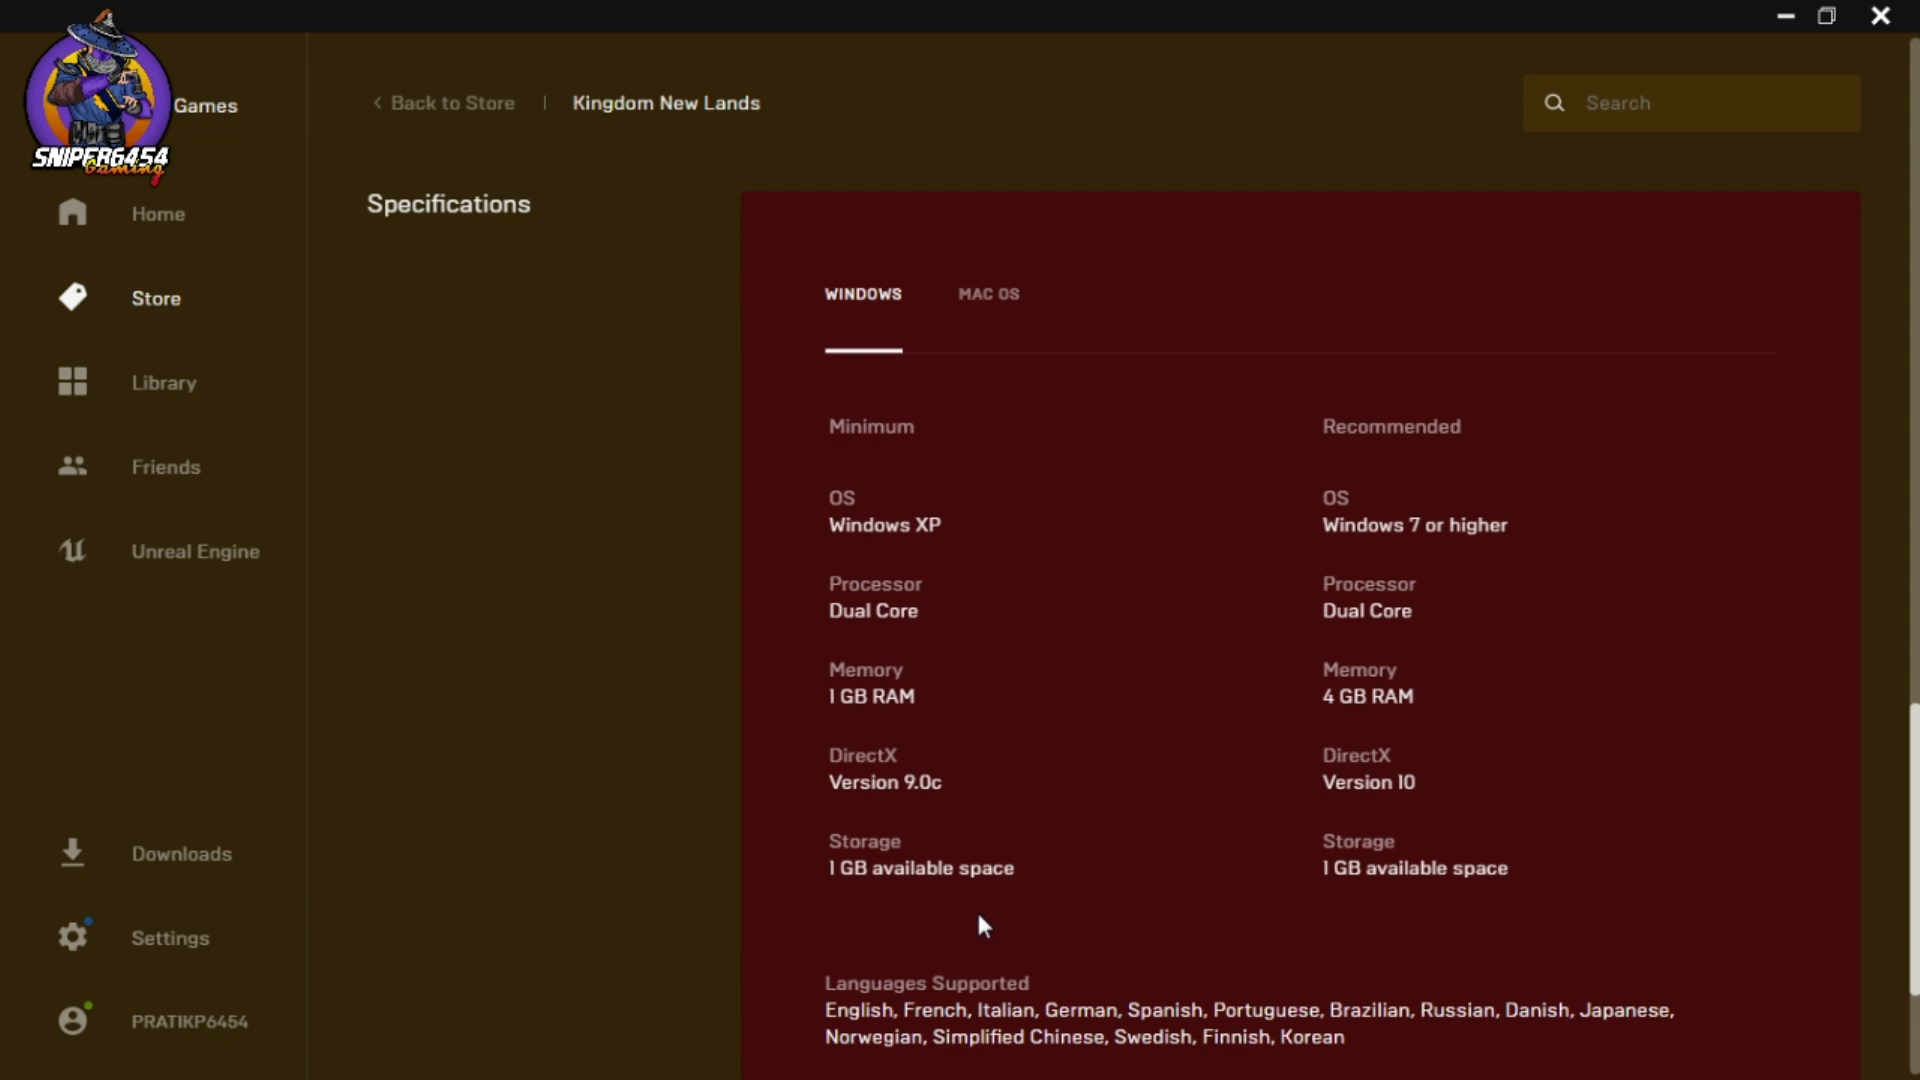 SNIPER6454
Gaming
Games
Back to Store | Kingdom New Lands
Search
Home
Store
Library
Friends
Unreal Engine
Downloads
Settings
PRATIKP6454
Specifications
WINDOWS MAC OS
Minimum
OS
Windows XP
Processor
Dual Core
Memory
1 GB RAM
DirectX
Version 9.0c
Storage
1 GB available space
Recommended
OS
Windows 7 or higher
Processor
Dual Core
Memory
4 GB RAM
DirectX
Version 10
Storage
1 GB available space
Languages Supported
English, French, Italian, German, Spanish, Portuguese, Brazilian, Russian, Danish, Japanese,
Norwegian, Simplified Chinese, Swedish, Finnish, Korean